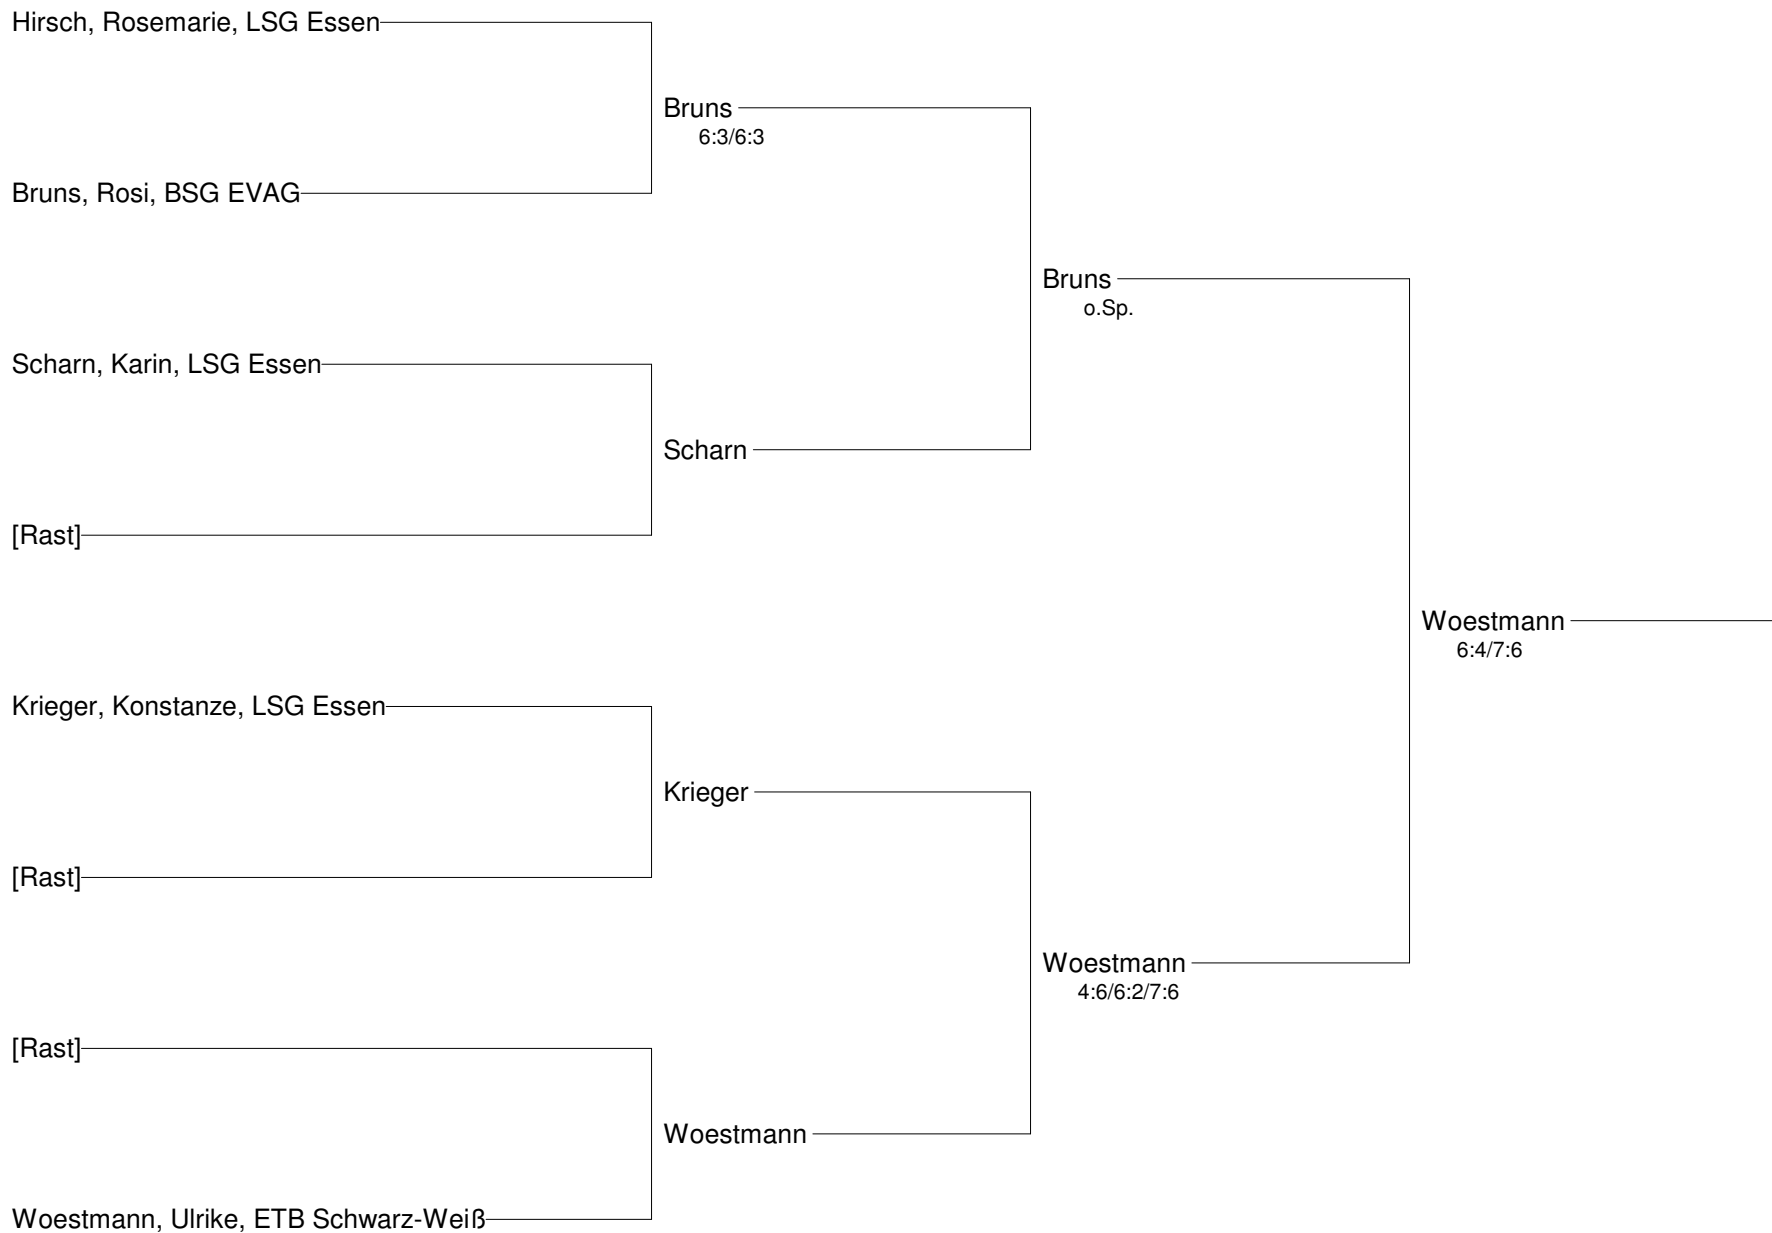 Hirsch, Rosemarie, LSG Essen
Bruns
6:3/6:3
Bruns, Rosi, BSG EVAG
Bruns
o.Sp.
Scharn, Karin, LSG Essen
Scharn
[Rast]
Woestmann
6:4/7:6
Krieger, Konstanze, LSG Essen
Krieger
[Rast]
Woestmann
4:6/6:2/7:6
[Rast]
Woestmann
Woestmann, Ulrike, ETB Schwarz-Weiß